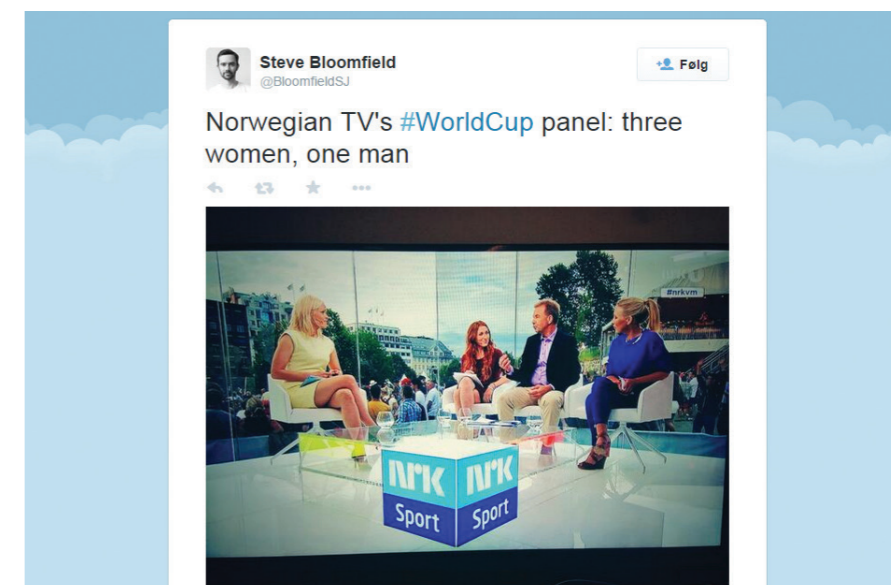 Steve Bloomfield
@BloomfieldSJ
Følg
Norwegian TV's #WorldCup panel: three
women, one man
#nrkvm
nrk
Sport
nrk
Sport